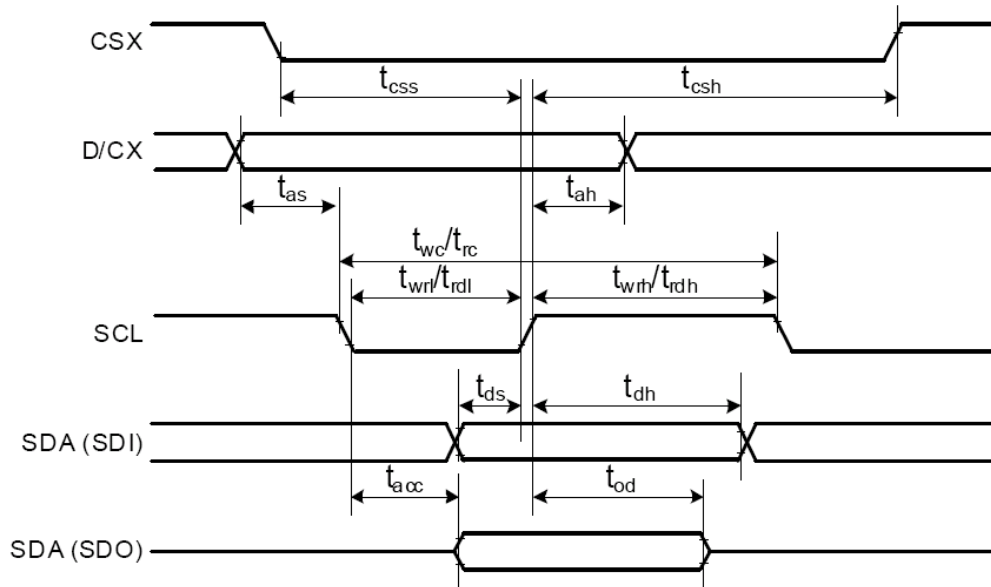 CSX
tcss
tcsh
D/CX
tas
tah
twc/trc
twrl/trdl
twrh/trdh
SCL
tds
tdh
SDA (SDI)
tacc
tod
SDA (SDO)